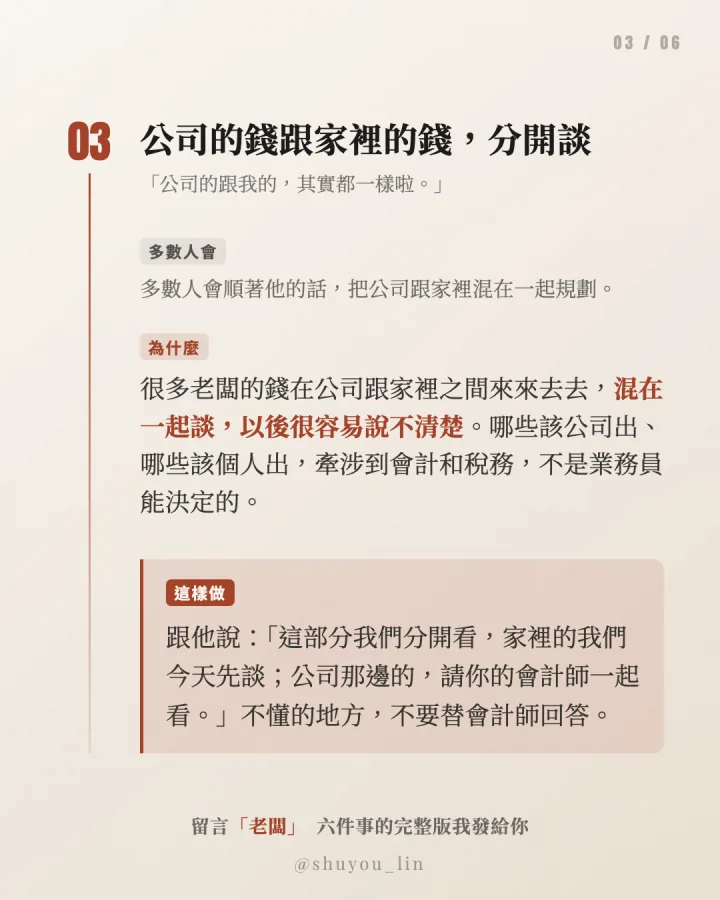 03 / 06
03
公司的錢跟家裡的錢，分開談
「公司的跟我的，其實都一樣啦。」
多數人會
多數人會順著他的話，把公司跟家裡混在一起規劃。
為什麼
很多老闆的錢在公司跟家裡之間來來去去，混在
一起談，以後很容易說不清楚。哪些該公司出、
哪些該個人出，牽涉到會計和稅務，不是業務員
能決定的。
這樣做
跟他說：「這部分我們分開看，家裡的我們
今天先談；公司那邊的，請你的會計師一起
看。」不懂的地方，不要替會計師回答。
留言「老闆」 六件事的完整版我發給你
@shuyou_lin